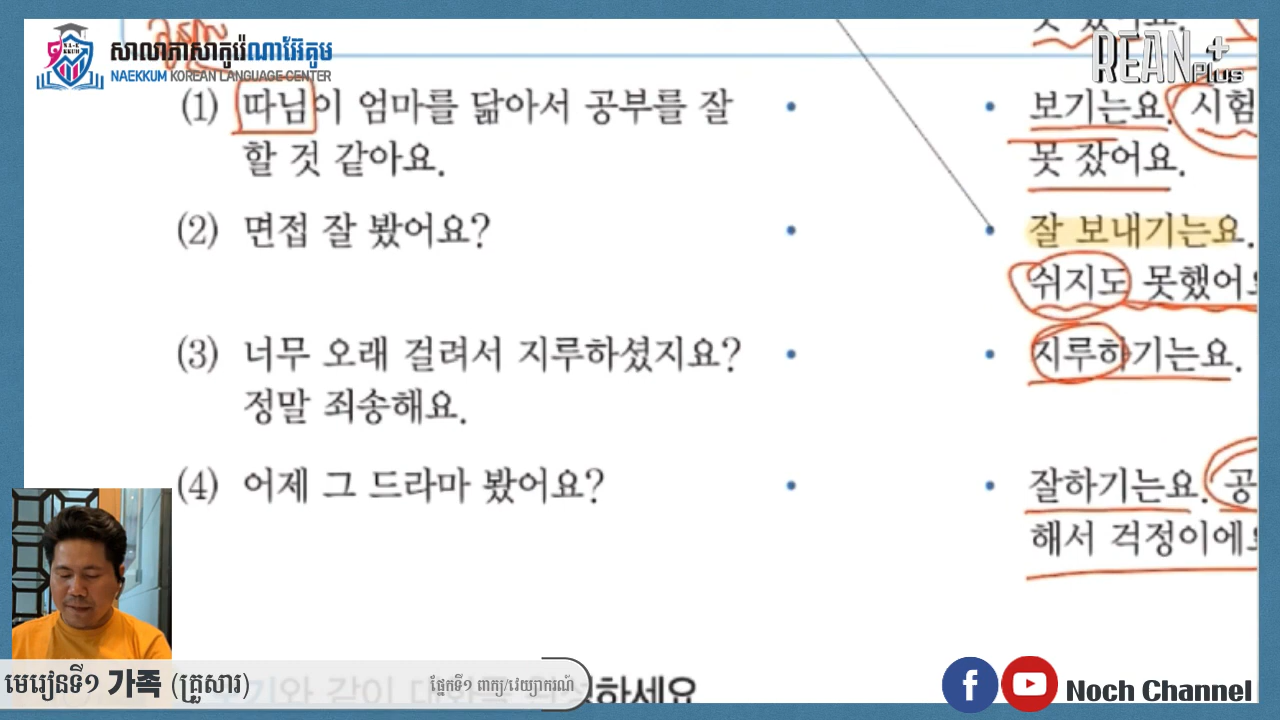 សាលាភាសាកូរ៉េណាអ៊ែគូម
NAEKKUM KOREAN LANGUAGE CENTER
REAN + Plus
(1) 따님이 엄마를 닮아서 공부를 잘
할 것 같아요.
보기는요. 시험
못 잤어요.
(2) 면접 잘 봤어요?
잘 보내기는요.
쉬지도 못했어요
(3) 너무 오래 걸려서 지루하셨지요?
정말 죄송해요.
지루하기는요.
(4) 어제 그 드라마 봤어요?
잘하기는요. 공
해서 걱정이에요
មេរៀនទី១ 가족 (គ្រួសារ)
ផ្នែកទី១ ពាក្យ/វេយ្យាករណ៍
하세요
Noch Channel